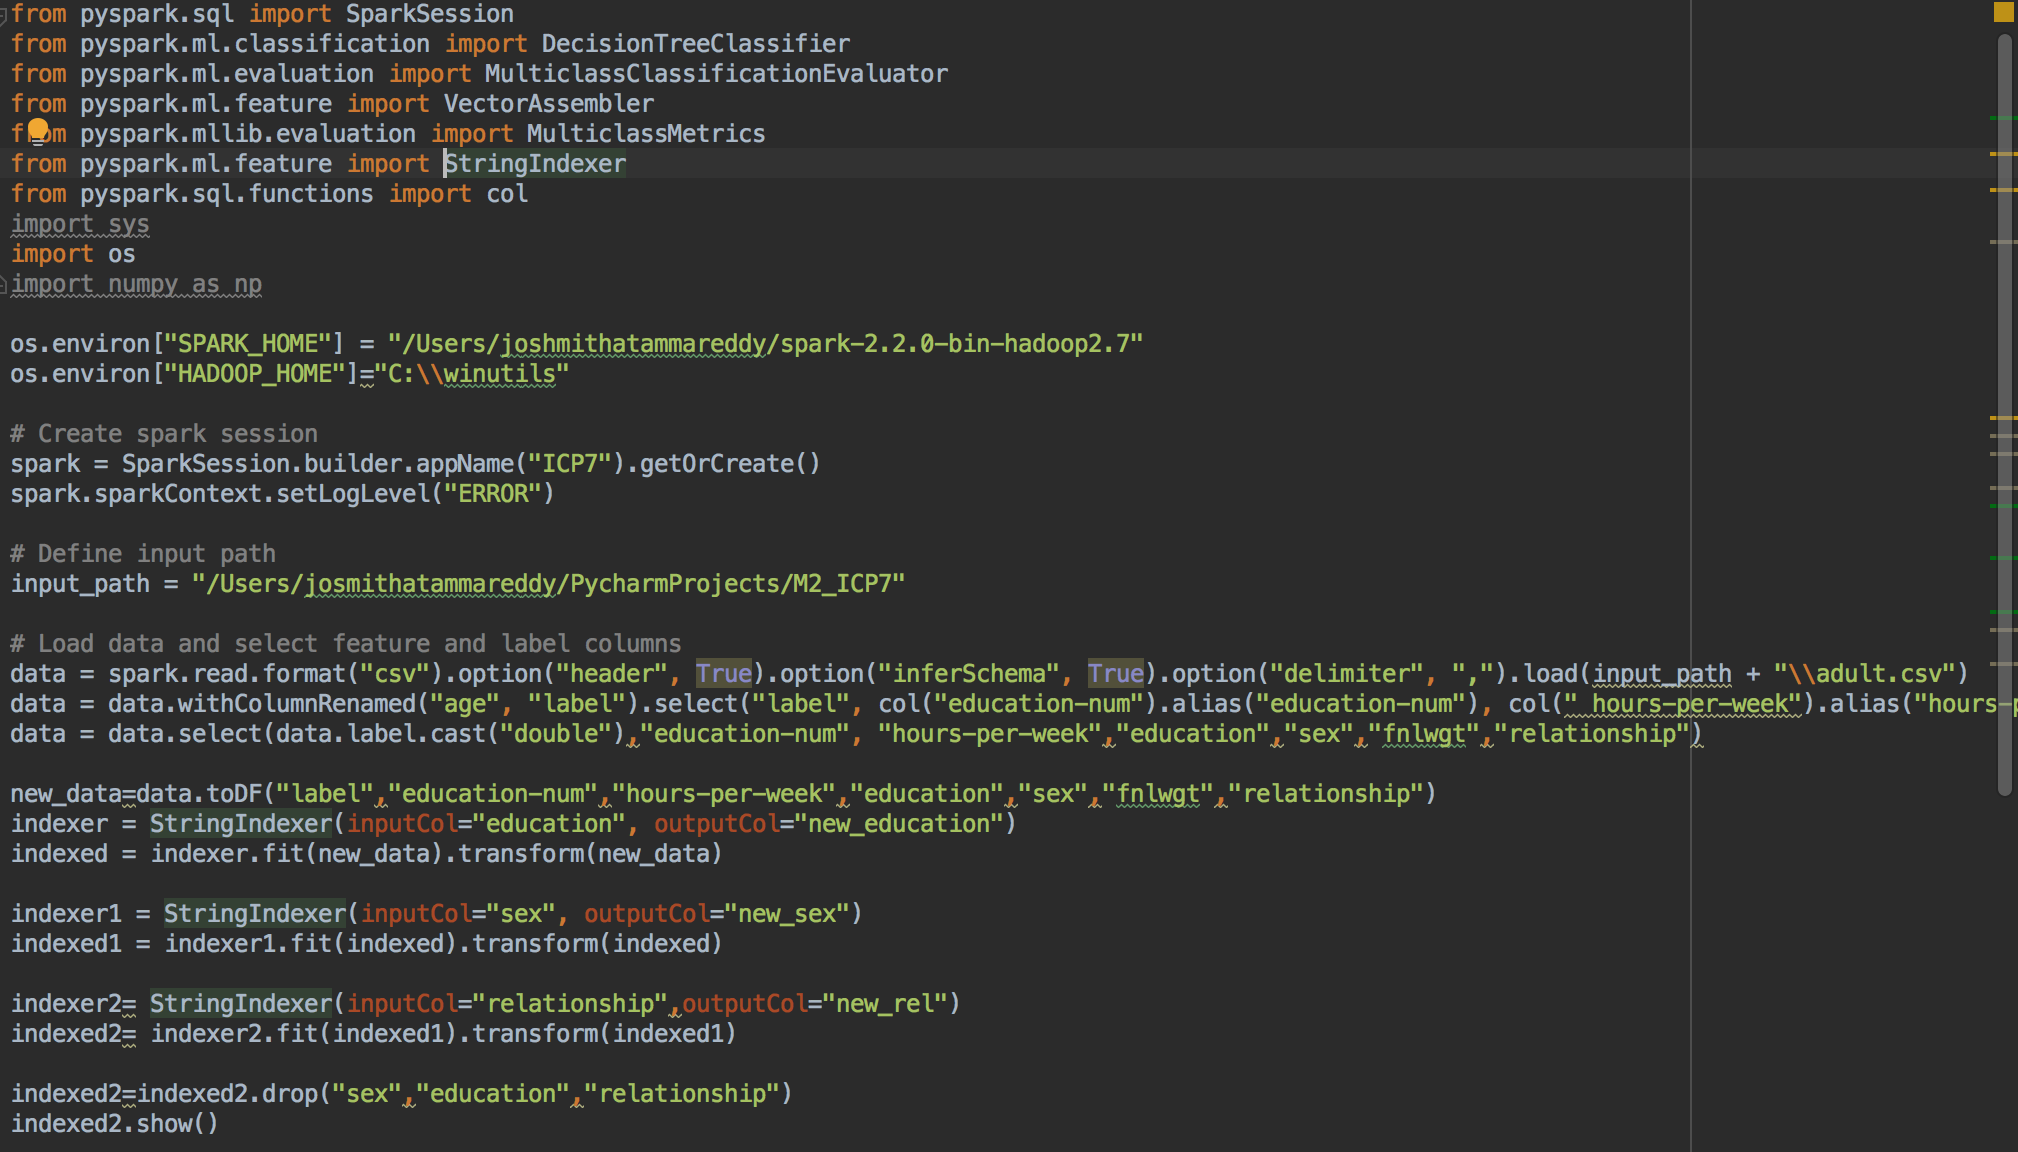 from pyspark.sql import SparkSession
from pyspark.ml.classification import DecisionTreeClassifier
from pyspark.ml.evaluation import MulticlassClassificationEvaluator
from pyspark.ml.feature import VectorAssembler
from pyspark.mllib.evaluation import MulticlassMetrics
from pyspark.ml.feature import StringIndexer
from pyspark.sql.functions import col
import sys
import os
import numpy as np
os.environ["SPARK_HOME"] = "/Users/joshmithatammareddy/spark-2.2.0-bin-hadoop2.7"
os.environ["HADOOP_HOME"]="C:\\winutils"
# Create spark session
spark = SparkSession.builder.appName("ICP7").getOrCreate()
spark.sparkContext.setLogLevel("ERROR")
# Define input path
input_path = "/Users/josmithatammareddy/PycharmProjects/M2_ICP7"
# Load data and select feature and label columns
data = spark.read.format("csv").option("header", True).option("inferSchema", True).option("delimiter", ",").load(input_path + "\\adult.csv")
data = data.withColumnRenamed("age", "label").select("label", col("education-num").alias("education-num"), col(" hours-per-week").alias("hours-
data = data.select(data.label.cast("double"),"education-num", "hours-per-week","education","sex","fnlwgt","relationship")
new_data=data.toDF("label","education-num","hours-per-week","education","sex","fnlwgt","relationship")
indexer = StringIndexer(inputCol="education", outputCol="new_education")
indexed = indexer.fit(new_data).transform(new_data)
indexer1 = StringIndexer(inputCol="sex", outputCol="new_sex")
indexed1 = indexer1.fit(indexed).transform(indexed)
indexer2= StringIndexer(inputCol="relationship",outputCol="new_rel")
indexed2= indexer2.fit(indexed1).transform(indexed1)
indexed2=indexed2.drop("sex","education","relationship")
indexed2.show()